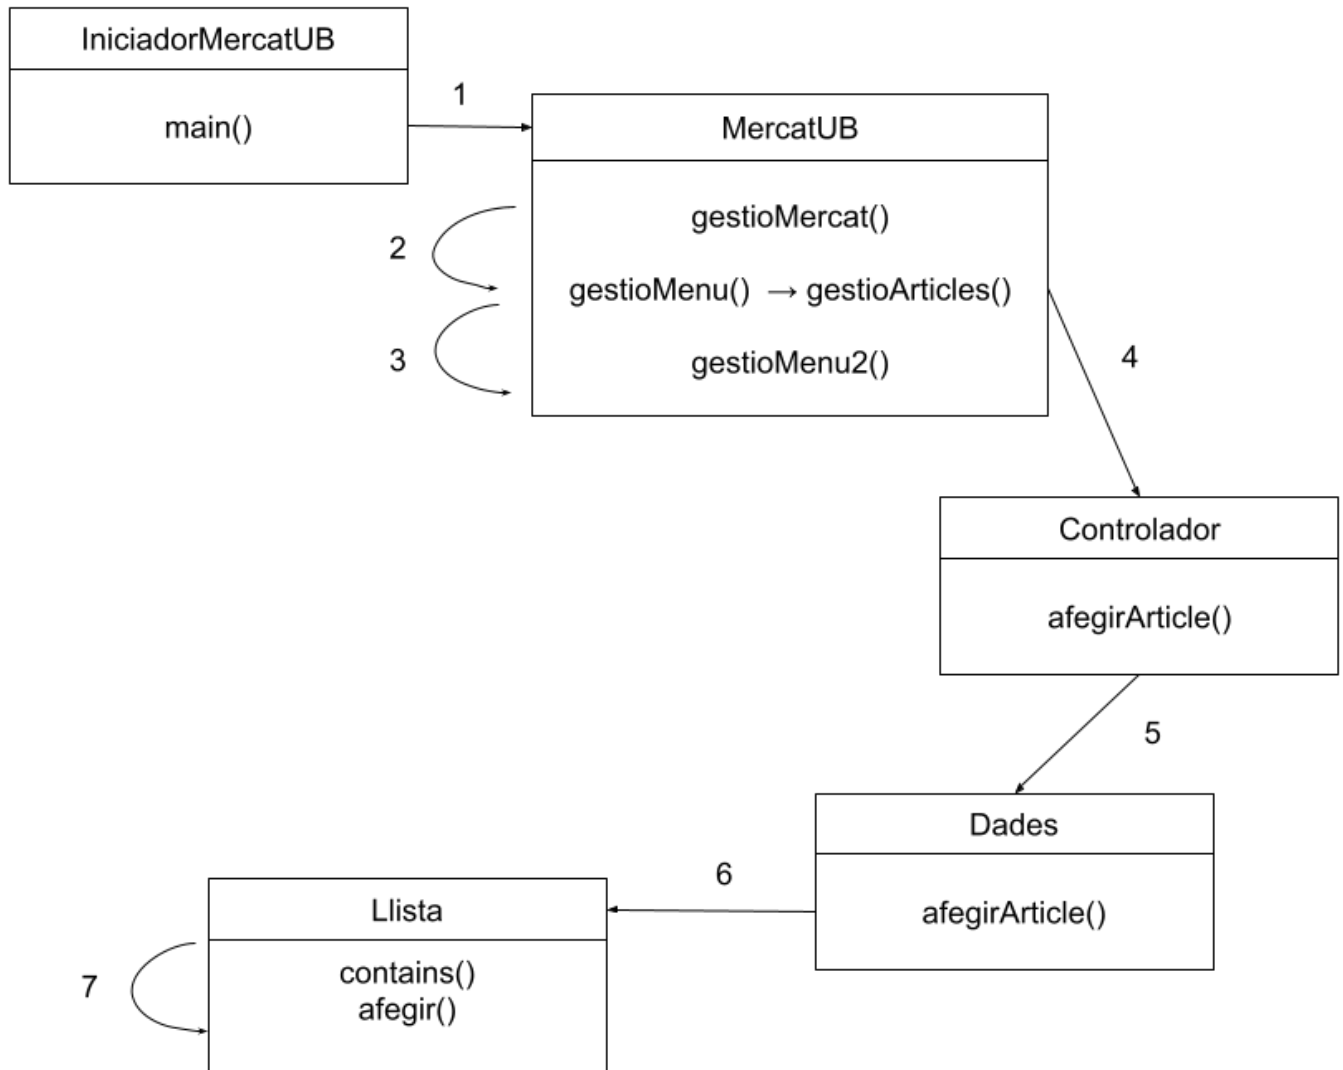 IniciadorMercatUB
main()
1
MercatUB
gestioMercat()
2
gestioMenu() → gestioArticles()
3
gestioMenu2()
4
Controlador
afegirArticle()
5
Dades
afegirArticle()
6
Llista
contains()
afegir()
7